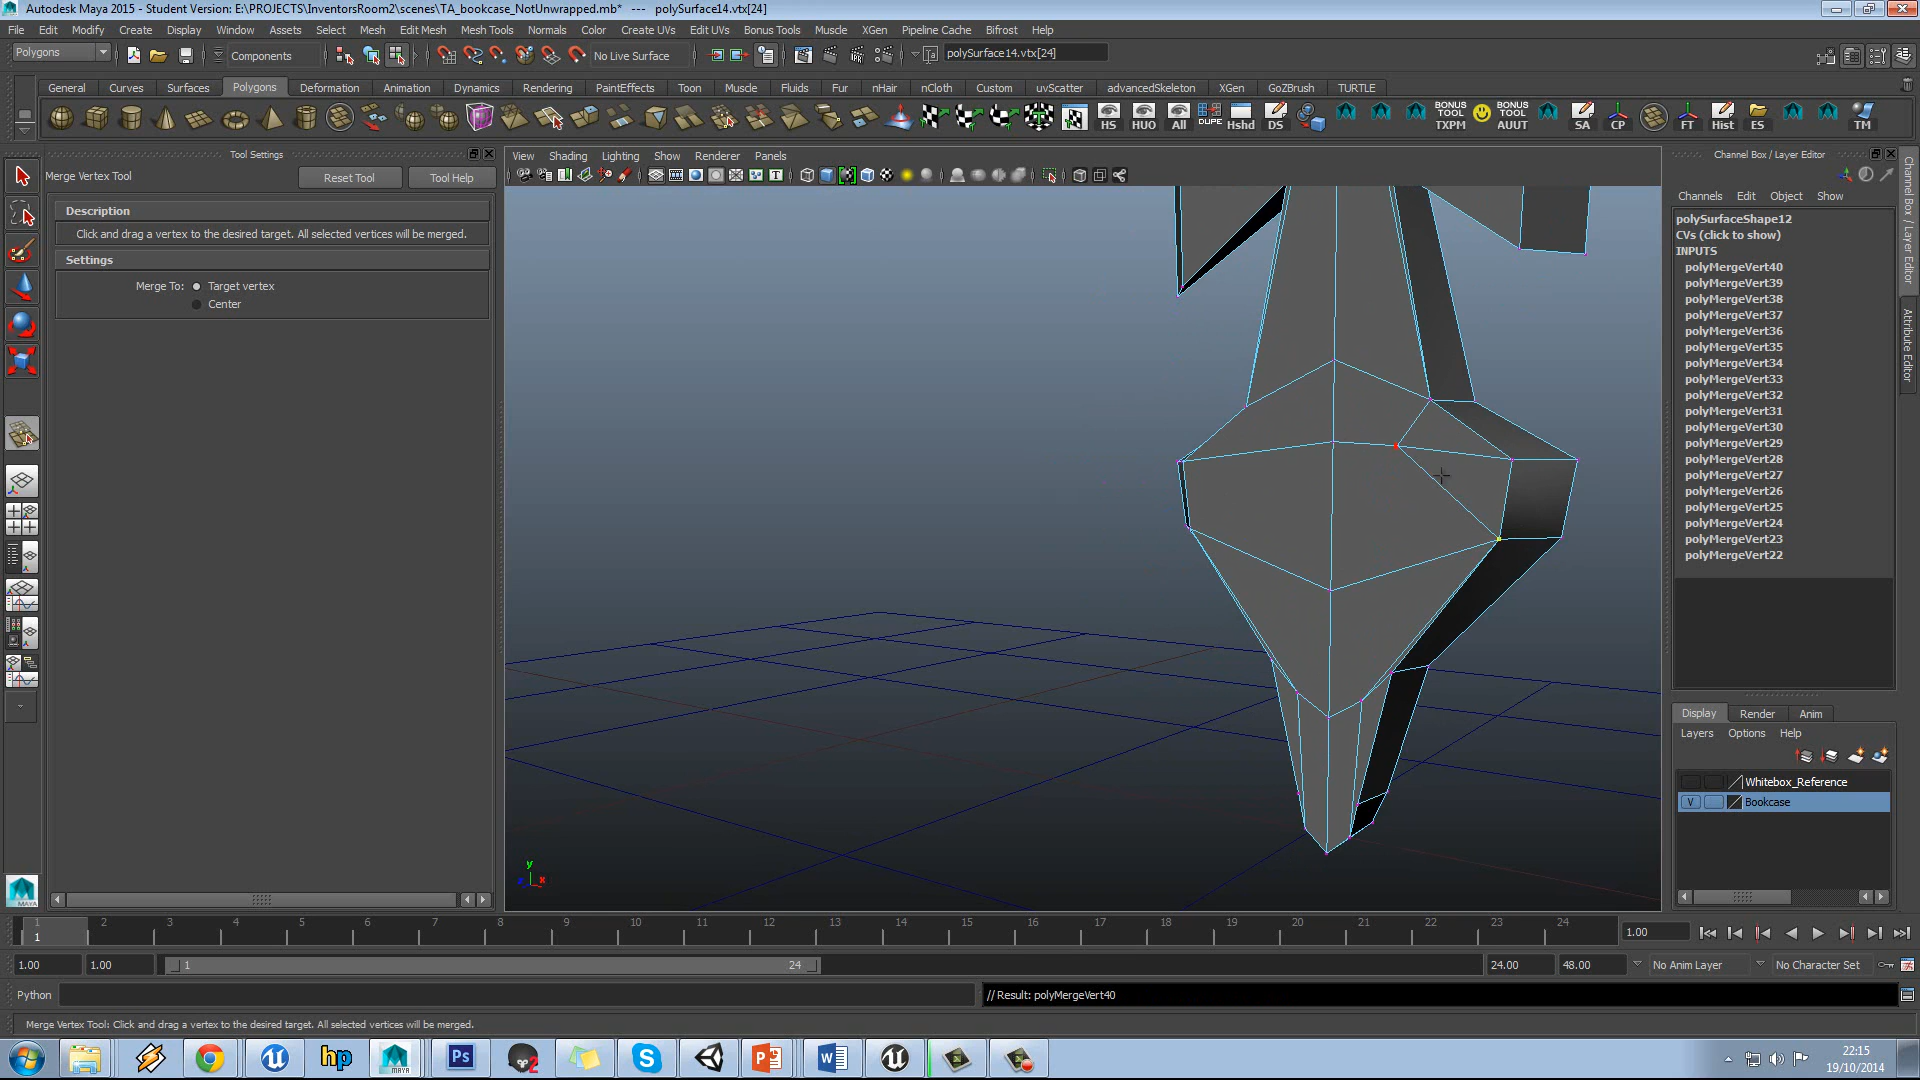 Autodesk Maya 2015 - Student Version: E:\PROJECTS\InventorsRoom2\scenes\TA_bookcase_NotUnwrapped.mb* --- polySurface14.vtx[24]
File Edit Modify Create Display Window Assets Select Mesh Edit Mesh Mesh Tools Normals Color Create UVs Edit UVs Bonus Tools Muscle XGen Pipeline Cache Bifrost Help
Polygons Components No Live Surface polySurface14.vtx[24]
General Curves Surfaces Polygons Deformation Animation Dynamics Rendering PaintEffects Toon Muscle Fluids Fur nHair nCloth Custom uvScatter advancedSkeleton XGen GoZBrush TURTLE
HS HUO All DUPE Hshd DS BONUS TOOL TXPM BONUS TOOL AUUT SA CP FT Hist ES TM
Tool Settings
Merge Vertex Tool Reset Tool Tool Help
Description
Click and drag a vertex to the desired target. All selected vertices will be merged.
Settings
Merge To: Target vertex
Center
View Shading Lighting Show Renderer Panels
y
x
Channel Box / Layer Editor
Channels Edit Object Show
polySurfaceShape12
CVs (click to show)
INPUTS
polyMergeVert40
polyMergeVert39
polyMergeVert38
polyMergeVert37
polyMergeVert36
polyMergeVert35
polyMergeVert34
polyMergeVert33
polyMergeVert32
polyMergeVert31
polyMergeVert30
polyMergeVert29
polyMergeVert28
polyMergeVert27
polyMergeVert26
polyMergeVert25
polyMergeVert24
polyMergeVert23
polyMergeVert22
Channel Box / Layer Editor
Attribute Editor
Display Render Anim
Layers Options Help
Whitebox_Reference
V Bookcase
MAYA
1 2 3 4 5 6 7 8 9 10 11 12 13 14 15 16 17 18 19 20 21 22 23 24
1
1.00
1.00 1.00 1 24 24.00 48.00 No Anim Layer No Character Set
Python // Result: polyMergeVert40
Merge Vertex Tool: Click and drag a vertex to the desired target. All selected vertices will be merged.
hp MAYA Ps 2 S P W
22:15
19/10/2014